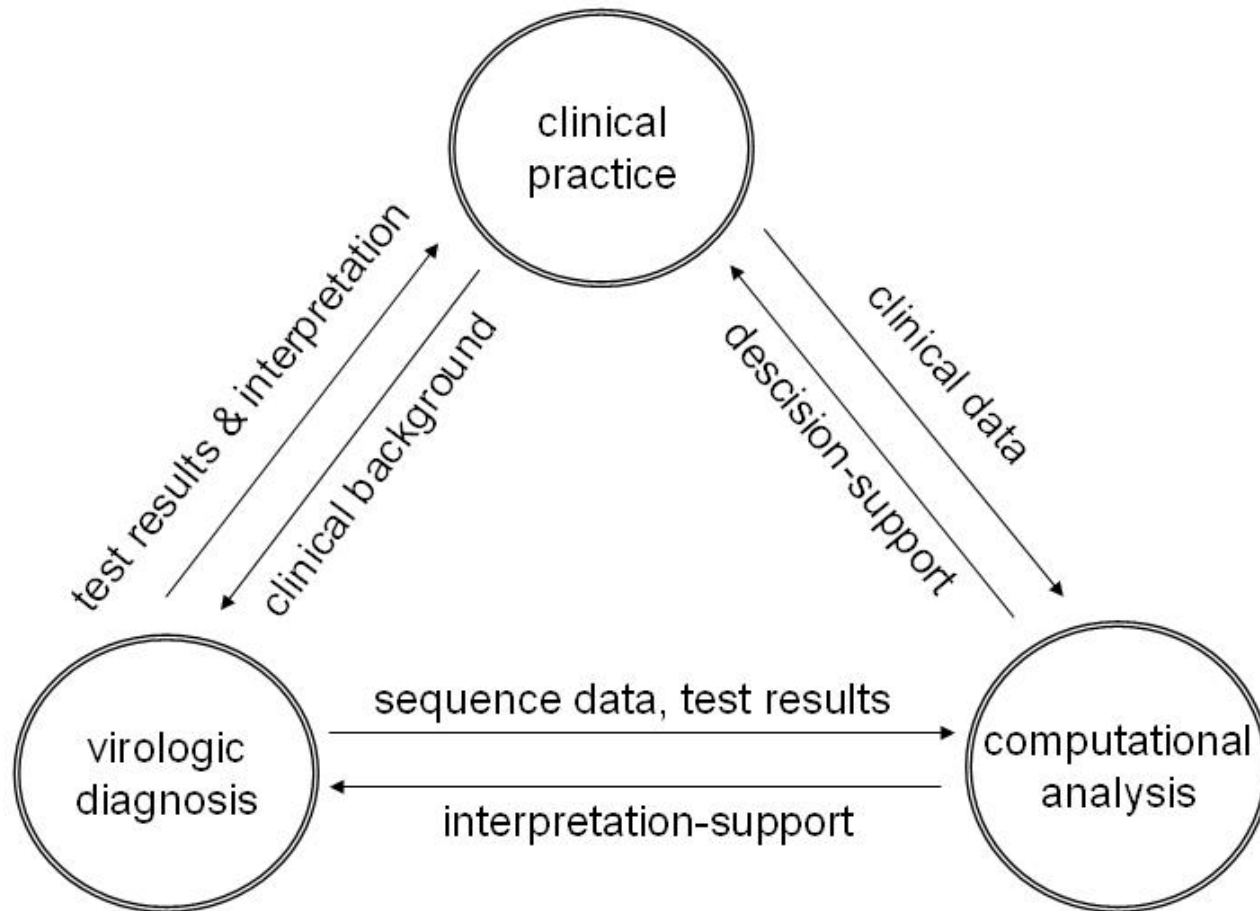 clinical
practice
test results & interpretation
clinical background
clinical data
descision-support
sequence data, test results
interpretation-support
virologic
diagnosis
computational
analysis